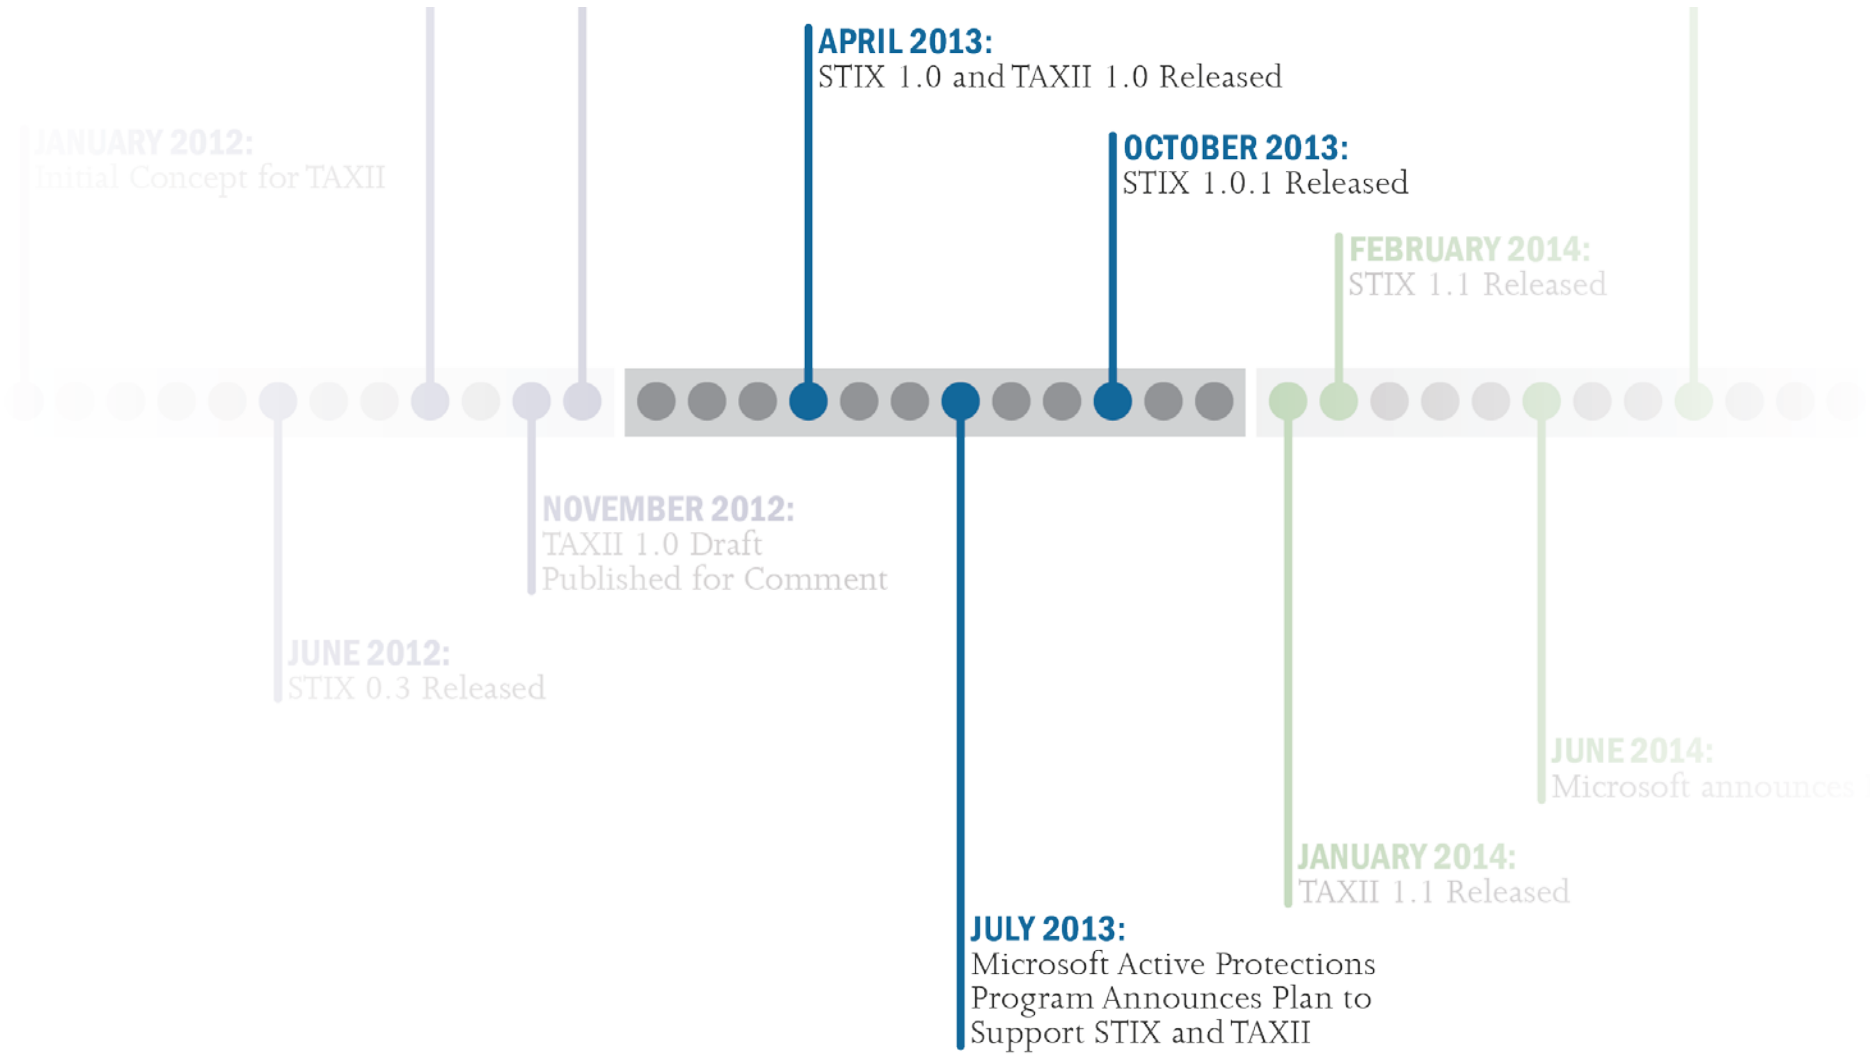 APRIL 2013:
STIX 1.0 and TAXII 1.0 Released
JANUARY 2012:
Initial Concept for TAXII
OCTOBER 2013:
STIX 1.0.1 Released
FEBRUARY 2014:
STIX 1.1 Released
NOVEMBER 2012:
TAXII 1.0 Draft
Published for Comment
JUNE 2012:
STIX 0.3 Released
JUNE 2014:
Microsoft announces
JANUARY 2014:
TAXII 1.1 Released
JULY 2013:
Microsoft Active Protections
Program Announces Plan to
Support STIX and TAXII